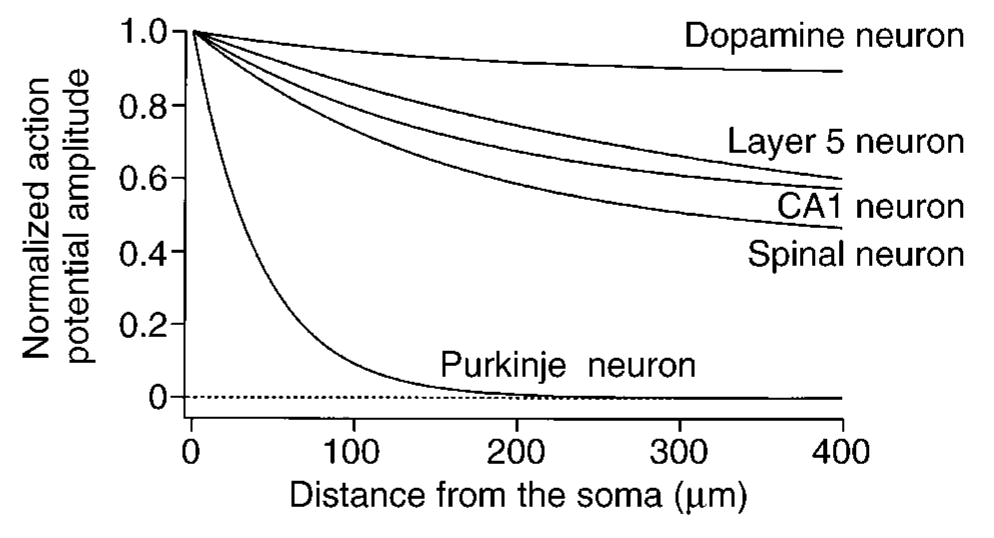 Normalized action
potential amplitude
1.0
0.8
0.6
0.4
0.2
0
Dopamine neuron
Layer 5 neuron
CA1 neuron
Spinal neuron
Purkinje neuron
0 100 200 300 400
Distance from the soma (μm)